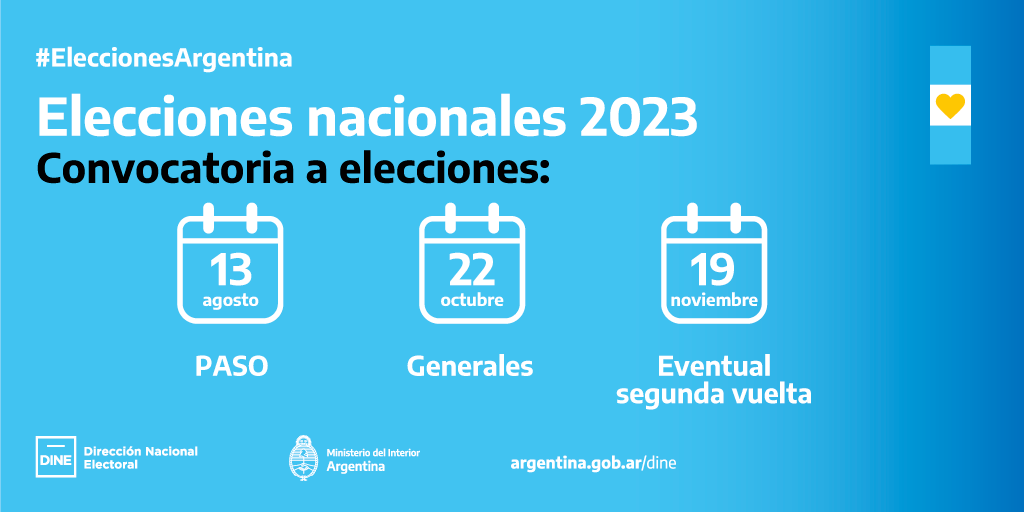 #EleccionesArgentina
Elecciones nacionales 2023
Convocatoria a elecciones:
13
agosto
PASO
22
octubre
Generales
19
noviembre
Eventual
segunda vuelta
DINE
Dirección Nacional
Electoral
Ministerio del Interior
Argentina
argentina.gob.ar/dine